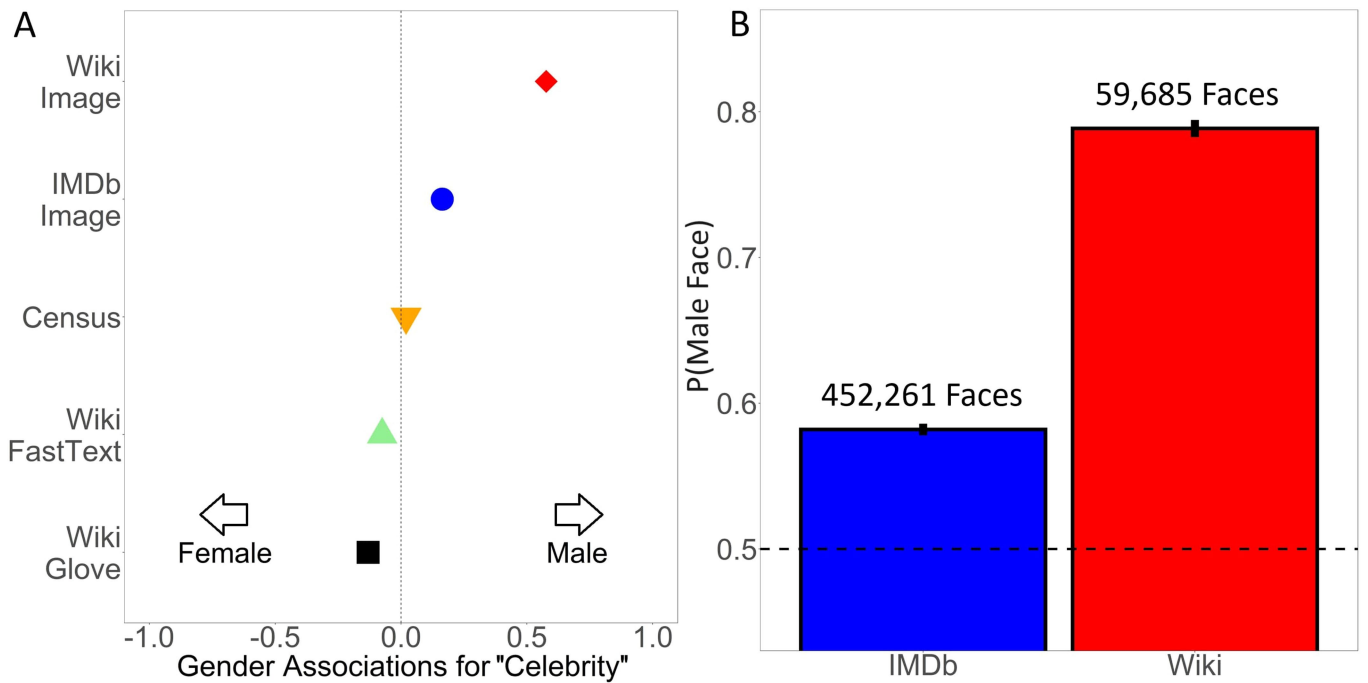 A
Wiki
Image
IMDb
Image
Census
Wiki
FastText
Wiki
Glove
Female
Male
-1.0 -0.5 0.0 0.5 1.0
Gender Associations for "Celebrity"
B
P(Male Face)
0.8
0.7
0.6
0.5
452,261 Faces
59,685 Faces
IMDb Wiki